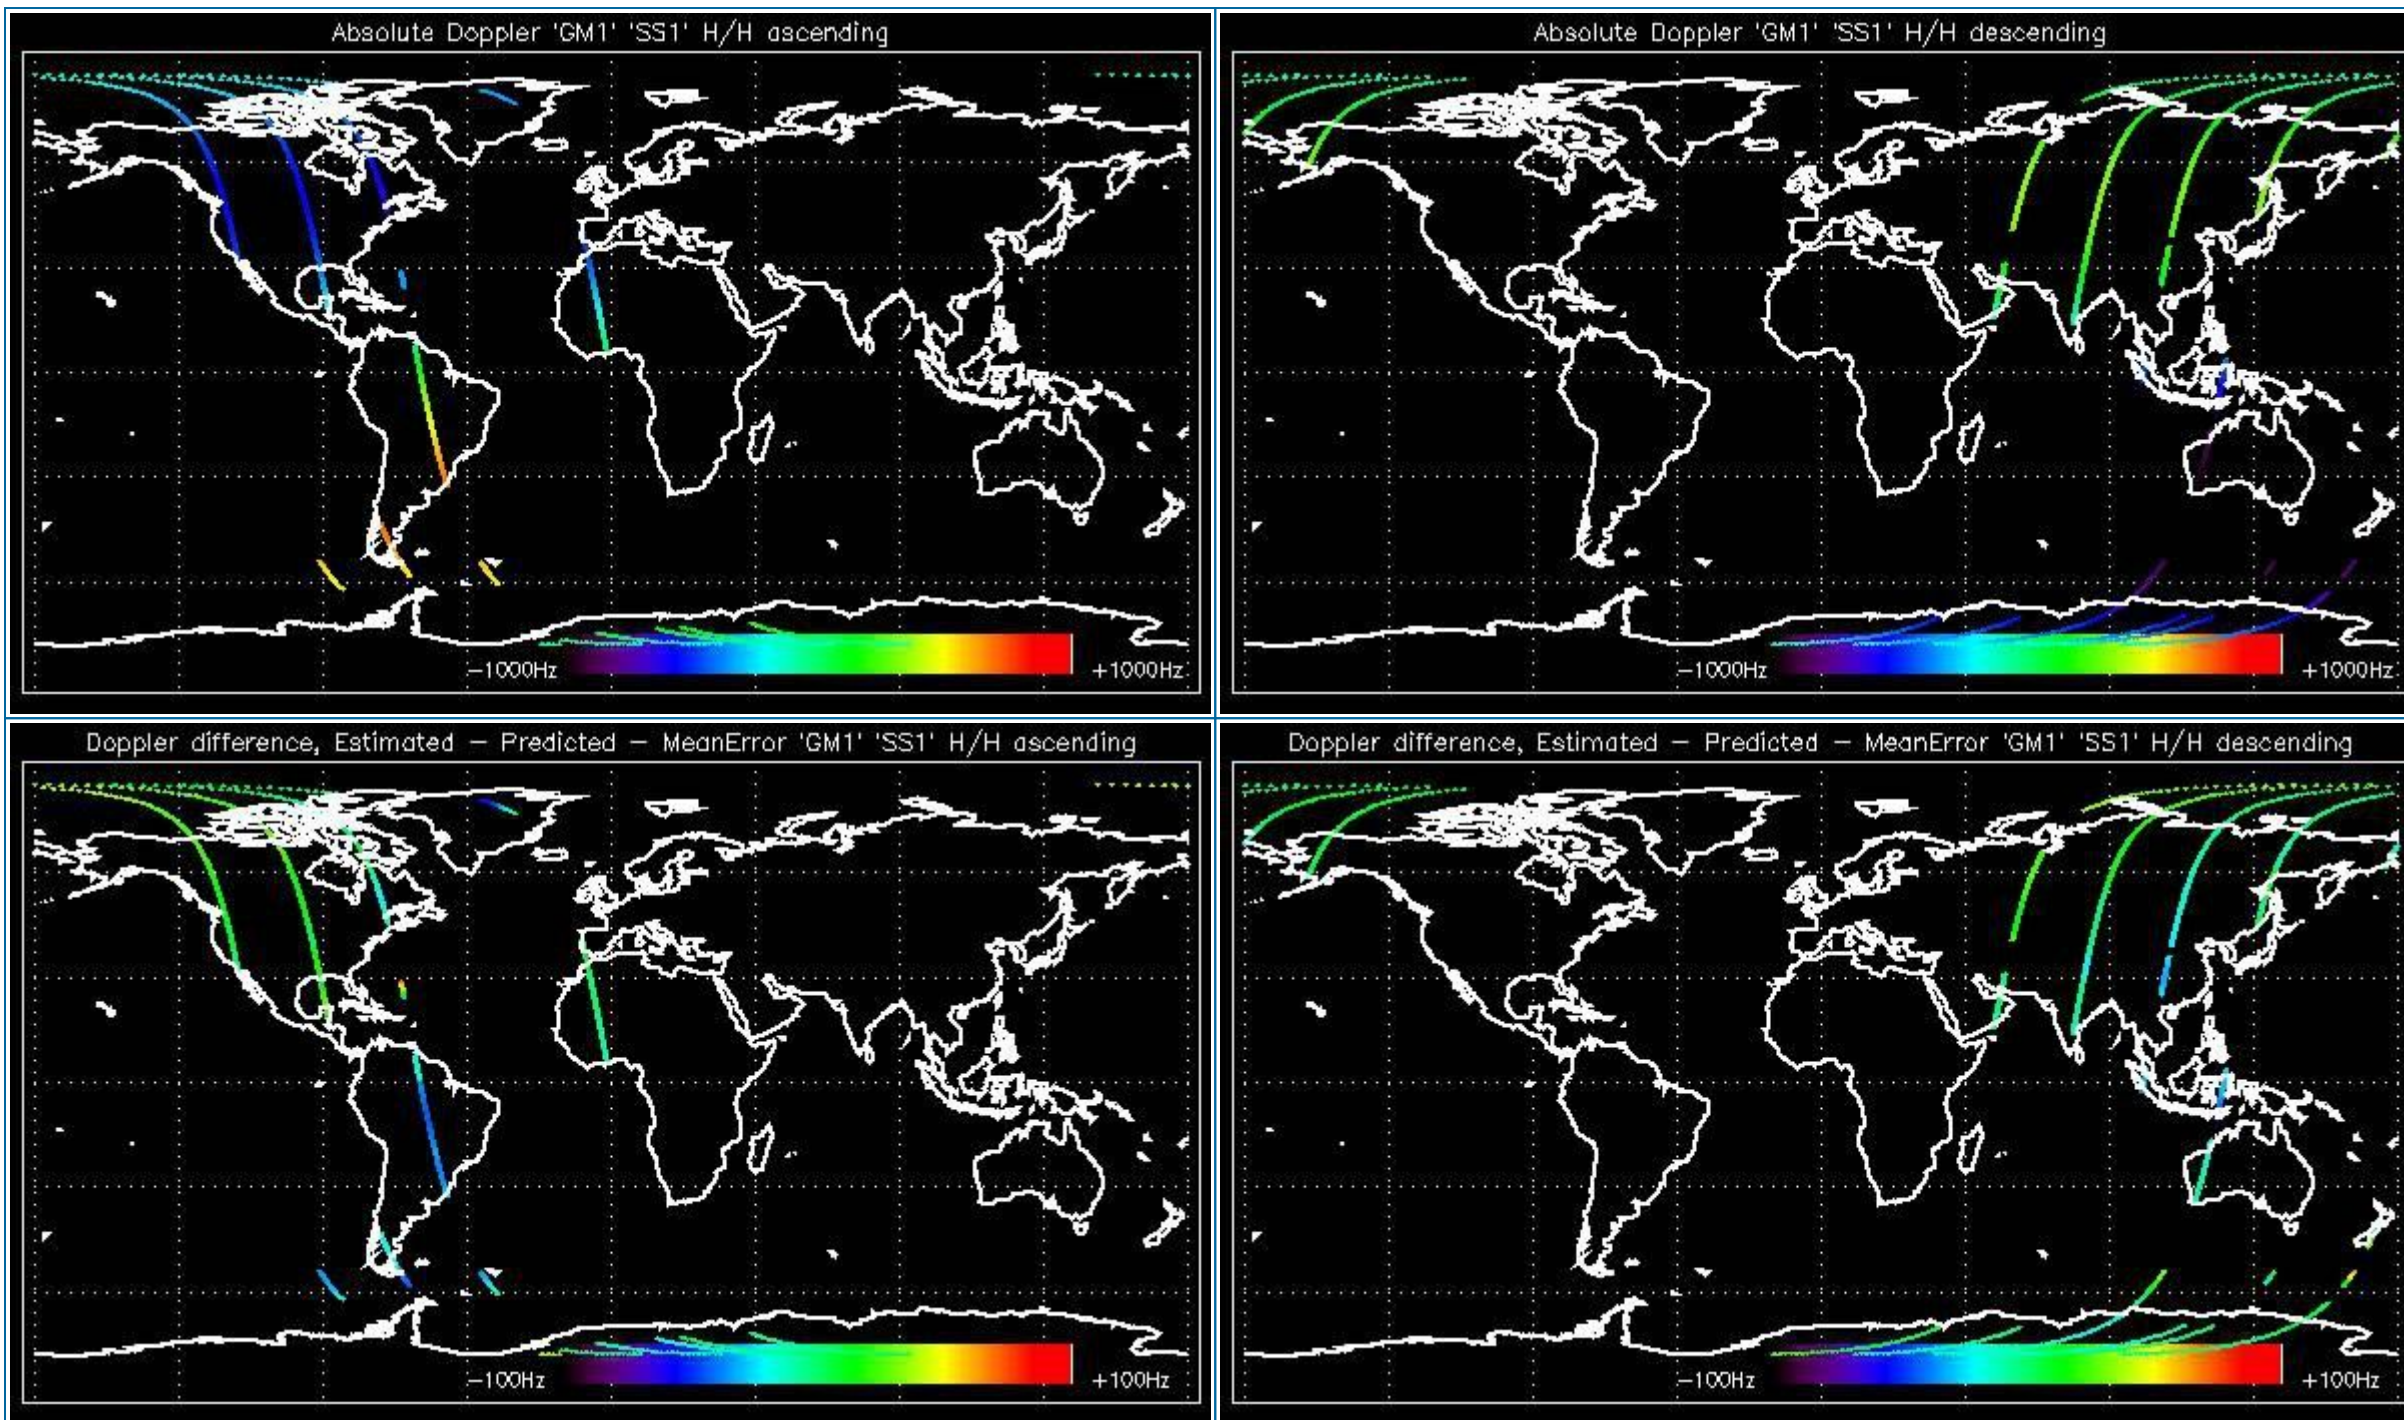 Absolute Doppler 'GM1' 'SS1' H/H ascending
-1000Hz
+1000Hz
Absolute Doppler 'GM1' 'SS1' H/H descending
-1000Hz
+1000Hz
Doppler difference, Estimated - Predicted - MeanError 'GM1' 'SS1' H/H ascending
-100Hz
+100Hz
Doppler difference, Estimated - Predicted - MeanError 'GM1' 'SS1' H/H descending
-100Hz
+100Hz